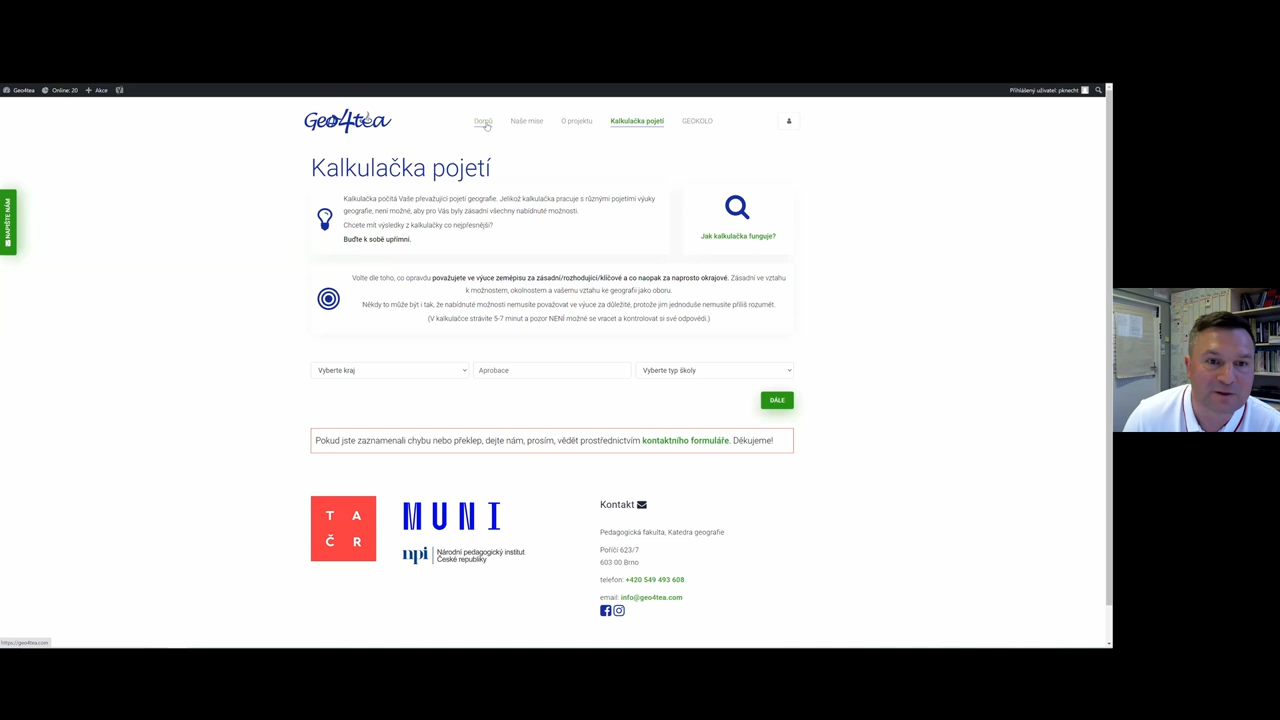 Geo4tea
Online: 20
Akce
Přihlášený uživatel: pknecht
Geo4tea
Domů
Naše mise
O projektu
Kalkulačka pojetí
GEOKOLO
NAPIŠTE NÁM
Kalkulačka pojetí
Kalkulačka počítá Vaše převažující pojetí geografie. Jelikož kalkulačka pracuje s různými pojetími výuky
geografie, není možné, aby pro Vás byly zásadní všechny nabídnuté možnosti.
Chcete mít výsledky z kalkulačky co nejpřesnější?
Buďte k sobě upřímní.
Jak kalkulačka funguje?
Volte dle toho, co opravdu považujete ve výuce zeměpisu za zásadní/rozhodující/klíčové a co naopak za naprosto okrajové. Zásadní ve vztahu
k možnostem, okolnostem a vašemu vztahu ke geografii jako oboru.
Někdy to může být i tak, že nabídnuté možnosti nemusíte považovat ve výuce za důležité, protože jim jednoduše nemusíte příliš rozumět.
(V kalkulačce strávíte 5-7 minut a pozor NENÍ možné se vracet a kontrolovat si své odpovědi.)
Vyberte kraj
Aprobace
Vyberte typ školy
DÁLE
Pokud jste zaznamenali chybu nebo překlep, dejte nám, prosím, vědět prostřednictvím kontaktního formuláře. Děkujeme!
T A
Č R
MUNI
npi
Národní pedagogický institut
České republiky
Kontakt
Pedagogická fakulta, Katedra geografie
Poříčí 623/7
603 00 Brno
telefon: +420 549 493 608
email: info@geo4tea.com
https://geo4tea.com